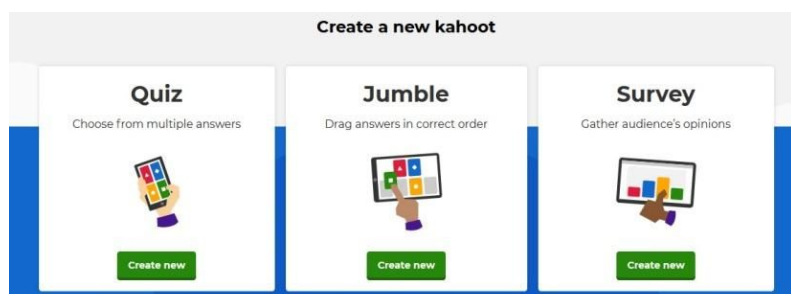 Create a new kahoot
Quiz
Choose from multiple answers
Create new
Jumble
Drag answers in correct order
Create new
Survey
Gather audience's opinions
Create new